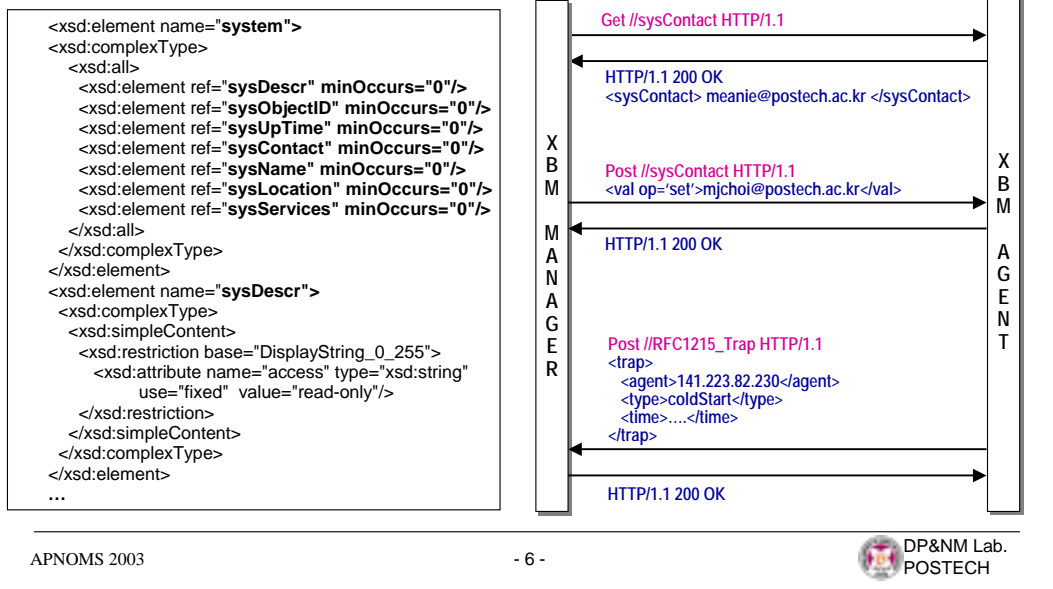 <xsd:element name="system">
<xsd:complexType>
<xsd:all>
<xsd:element ref="sysDescr" minOccurs="0"/>
<xsd:element ref="sysObjectID" minOccurs="0"/>
<xsd:element ref="sysUpTime" minOccurs="0"/>
<xsd:element ref="sysContact" minOccurs="0"/>
<xsd:element ref="sysName" minOccurs="0"/>
<xsd:element ref="sysLocation" minOccurs="0"/>
<xsd:element ref="sysServices" minOccurs="0"/>
</xsd:all>
</xsd:complexType>
</xsd:element>
<xsd:element name="sysDescr">
<xsd:complexType>
<xsd:simpleContent>
<xsd:restriction base="DisplayString_0_255">
<xsd:attribute name="access" type="xsd:string"
use="fixed" value="read-only"/>
</xsd:restriction>
</xsd:simpleContent>
</xsd:complexType>
</xsd:element>
…
XBM MANAGER
Get //sysContact HTTP/1.1
HTTP/1.1 200 OK
<sysContact> meanie@postech.ac.kr </sysContact>
Post //sysContact HTTP/1.1
<val op='set'>mjchoi@postech.ac.kr</val>
HTTP/1.1 200 OK
Post //RFC1215_Trap HTTP/1.1
<trap>
<agent>141.223.82.230</agent>
<type>coldStart</type>
<time>….</time>
</trap>
HTTP/1.1 200 OK
XBM AGENT
APNOMS 2003
- 6 -
DP&NM Lab.
POSTECH